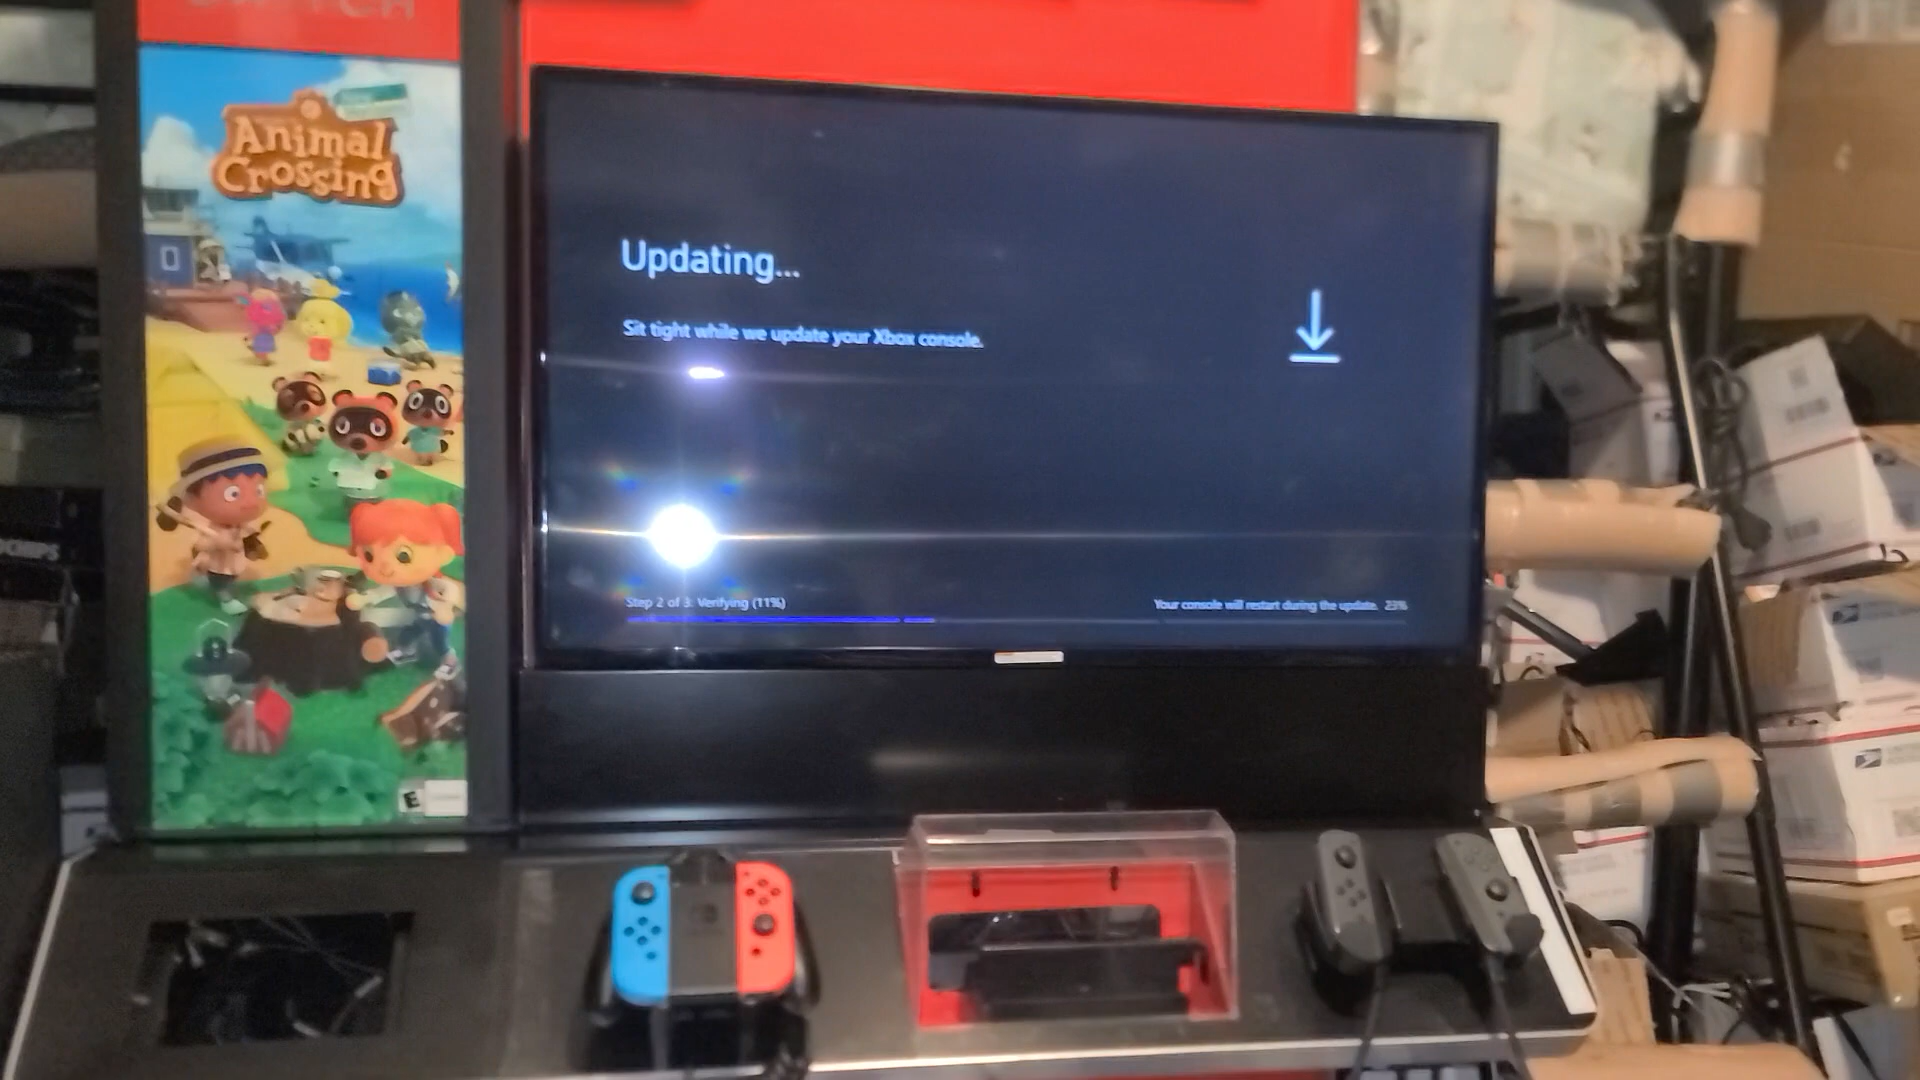 SWITCH
Animal
Crossing
Updating...
Sit tight while we update your Xbox console.
Step 2 of 3: Verifying (11%)
Your console will restart during the update. 23%
E